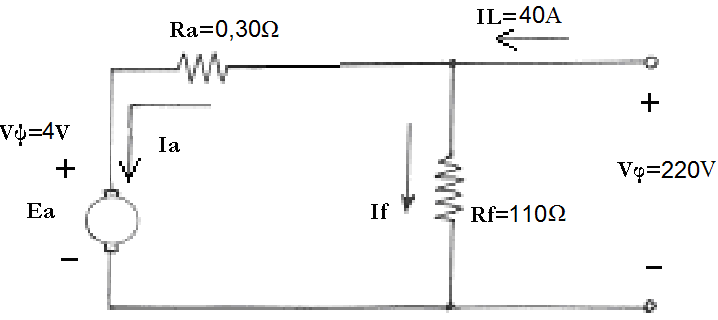 IL=40A
Ra=0,30Ω
Vψ=4V
+
Ia
+
Vφ=220V
Ea
If
Rf=110Ω
−
−